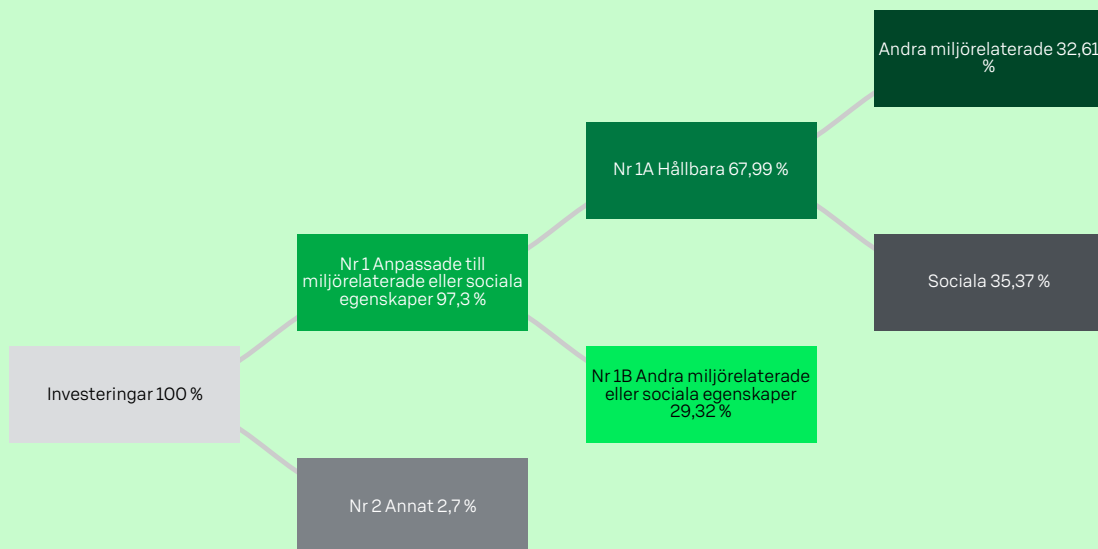 Andra miljörelaterade 32,61
%
Nr 1A Hållbara 67,99 %
Nr 1 Anpassade till
miljörelaterade eller sociala
egenskaper 97,3 %
Sociala 35,37 %
Investeringar 100 %
Nr 1B Andra miljörelaterade
eller sociala egenskaper
29,32 %
Nr 2 Annat 2,7 %